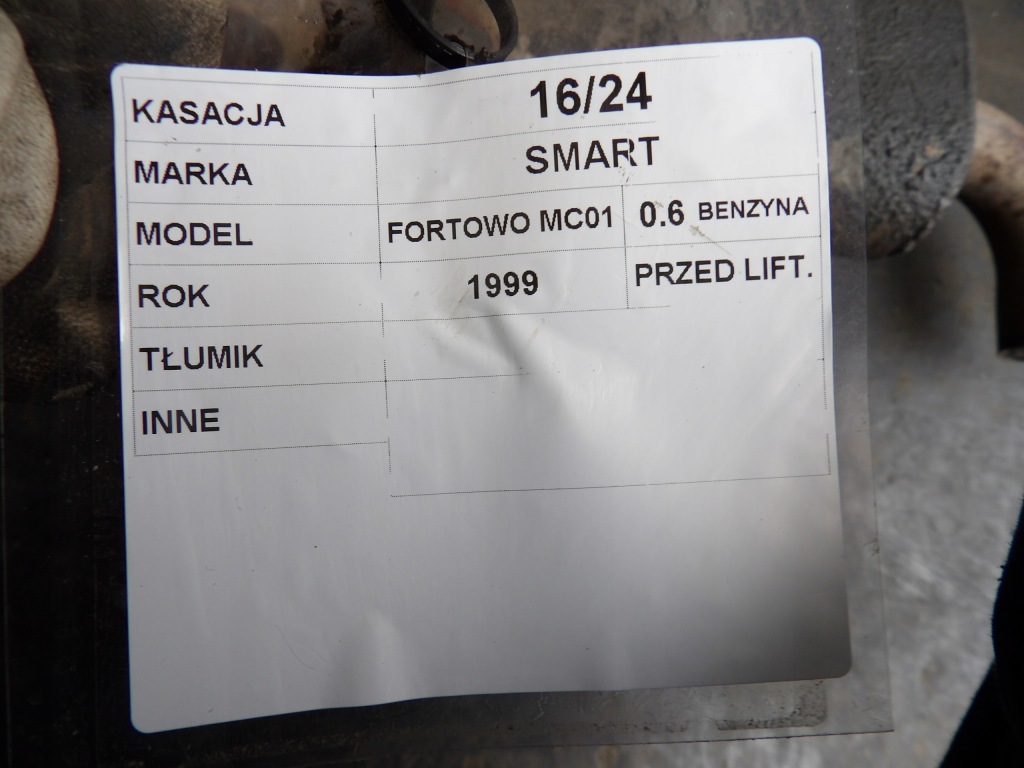 KASACJA 16/24
MARKA SMART
MODEL FORTOWO MC01 0.6 BENZYNA
ROK 1999 PRZED LIFT.
TŁUMIK
INNE